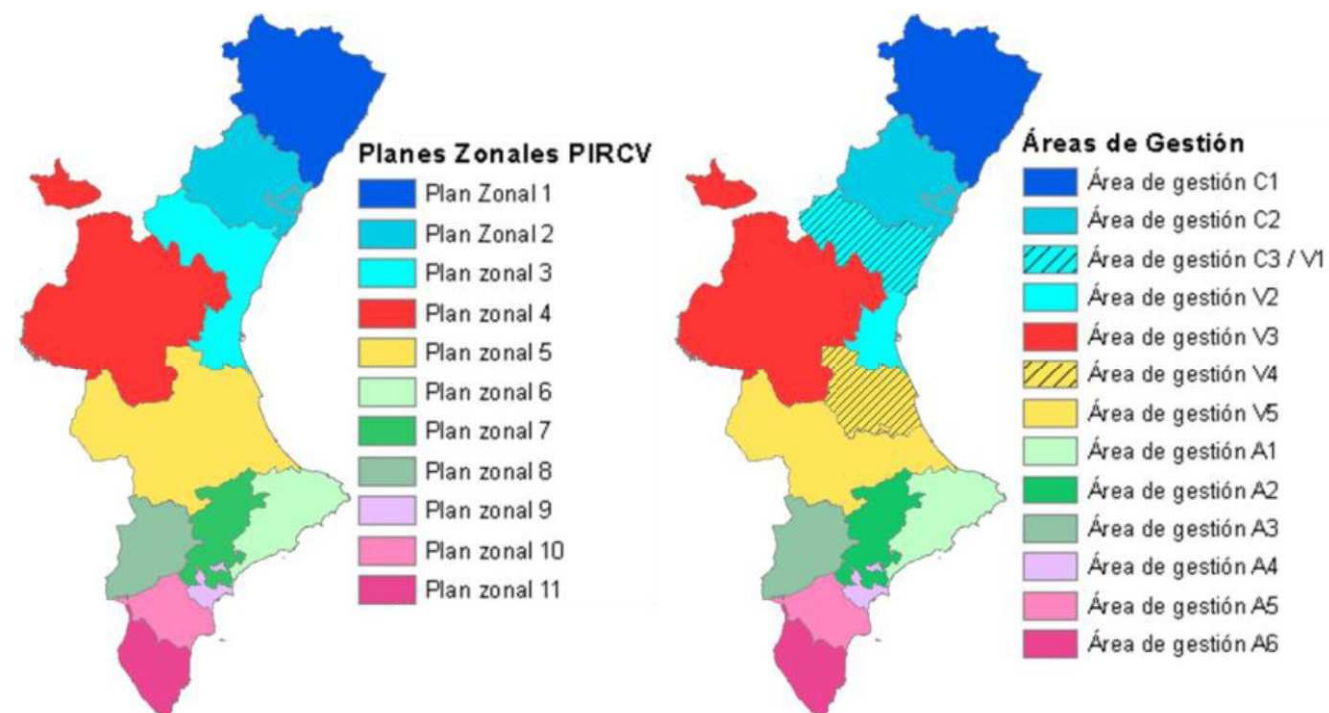 Planes Zonales PIRCV
Plan Zonal 1
Plan Zonal 2
Plan zonal 3
Plan zonal 4
Plan zonal 5
Plan zonal 6
Plan zonal 7
Plan zonal 8
Plan zonal 9
Plan zonal 10
Plan zonal 11
Áreas de Gestión
Área de gestión C1
Área de gestión C2
Área de gestión C3 / V1
Área de gestión V2
Área de gestión V3
Área de gestión V4
Área de gestión V5
Área de gestión A1
Área de gestión A2
Área de gestión A3
Área de gestión A4
Área de gestión A5
Área de gestión A6